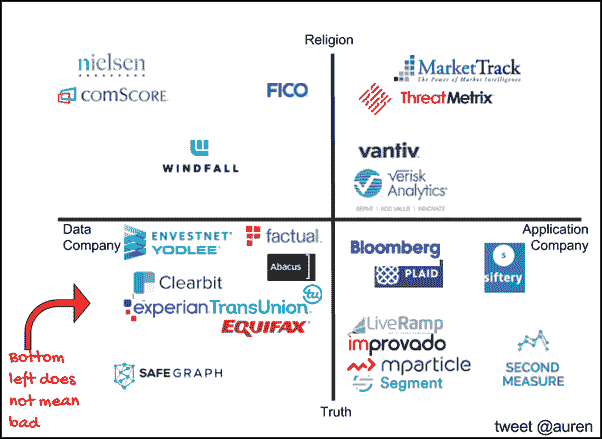 Religion
nielsen
comSCORE
FICO
WINDFALL
MarketTrack
The Power of Market Intelligence
ThreatMetrix
vantiv
Verisk
Analytics
SERVE | ADD VALUE | INNOVATE
Data
Company
Application
Company
ENVESTNET
YODLEE
factual.
Abacus
Clearbit
experian
TransUnion
tu
EQUIFAX
SAFEGRAPH
Bottom
left does
not mean
bad
Bloomberg
PLAID
s
siftery
LiveRamp
improvado
mparticle
Segment
SECOND
MEASURE
Truth
tweet @auren